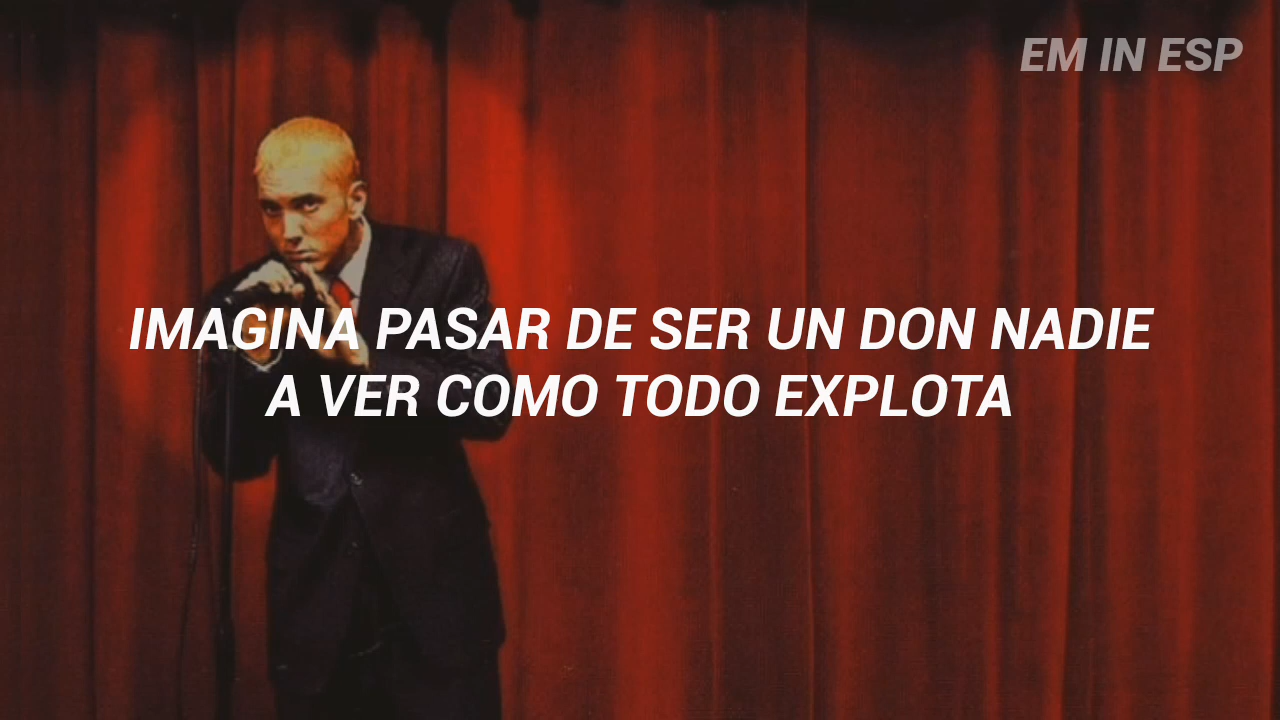 EM IN ESP
IMAGINA PASAR DE SER UN DON NADIE
A VER COMO TODO EXPLOTA